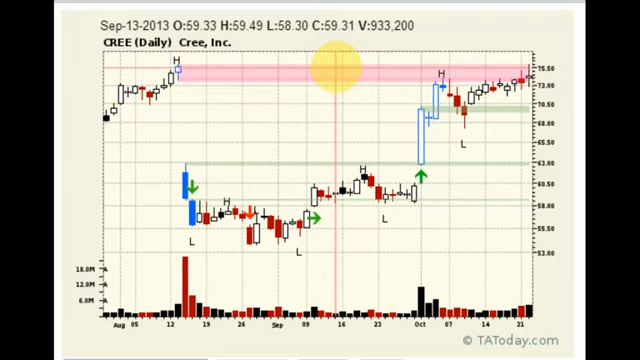 Sep-13-2013 O:59.33 H:59.49 L:58.30 C:59.31 V:933,200
CREE (Daily) Cree, Inc.
H
H
H
H
L
L
L
L
75.50
73.00
70.50
68.00
65.50
63.00
60.50
58.00
55.50
53.00
18.0M
12.0M
6.0M
A
A
A
Aug 05 13 12 19 26 Sep 09 16 23 Oct 07 14 21
© TAToday.com